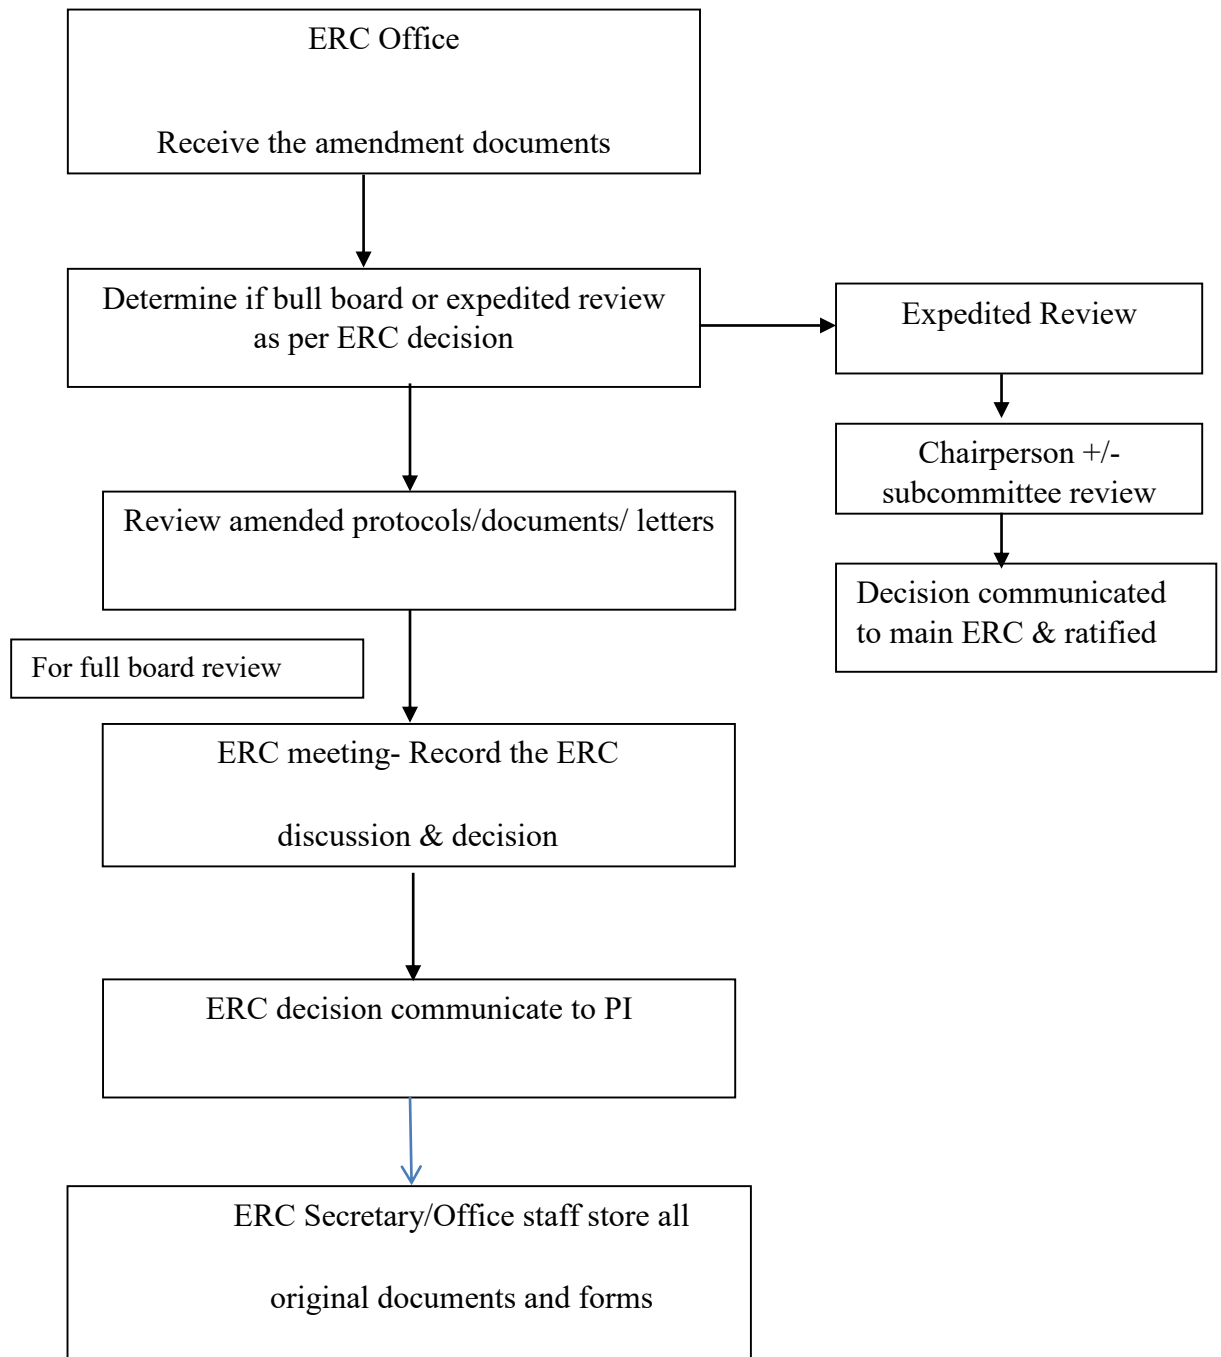 ERC Office
Receive the amendment documents
Determine if bull board or expedited review
as per ERC decision
Expedited Review
Chairperson +/-
subcommittee review
Decision communicated
to main ERC & ratified
Review amended protocols/documents/ letters
For full board review
ERC meeting- Record the ERC
discussion & decision
ERC decision communicate to PI
ERC Secretary/Office staff store all
original documents and forms